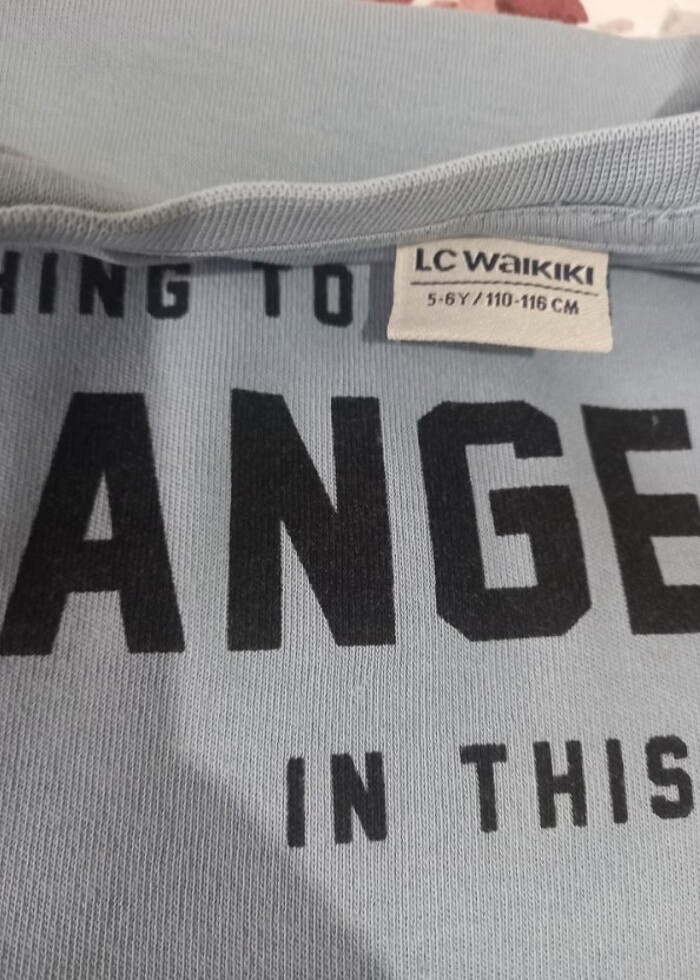 HING TO
LC WAIKIKI
5-6Y/110-116 CM
ANGE
IN THIS